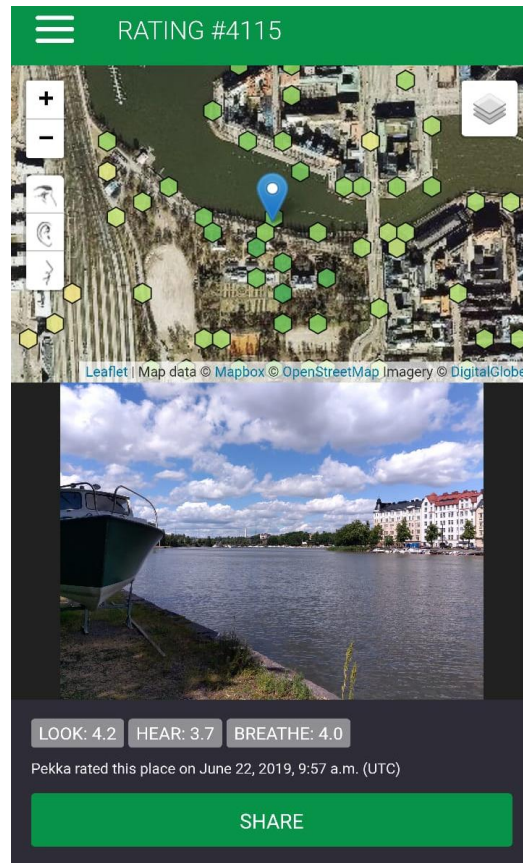 RATING #4115
+
−
Leaflet | Map data © Mapbox © OpenStreetMap Imagery © DigitalGlobe
LOOK: 4.2 HEAR: 3.7 BREATHE: 4.0
Pekka rated this place on June 22, 2019, 9:57 a.m. (UTC)
SHARE